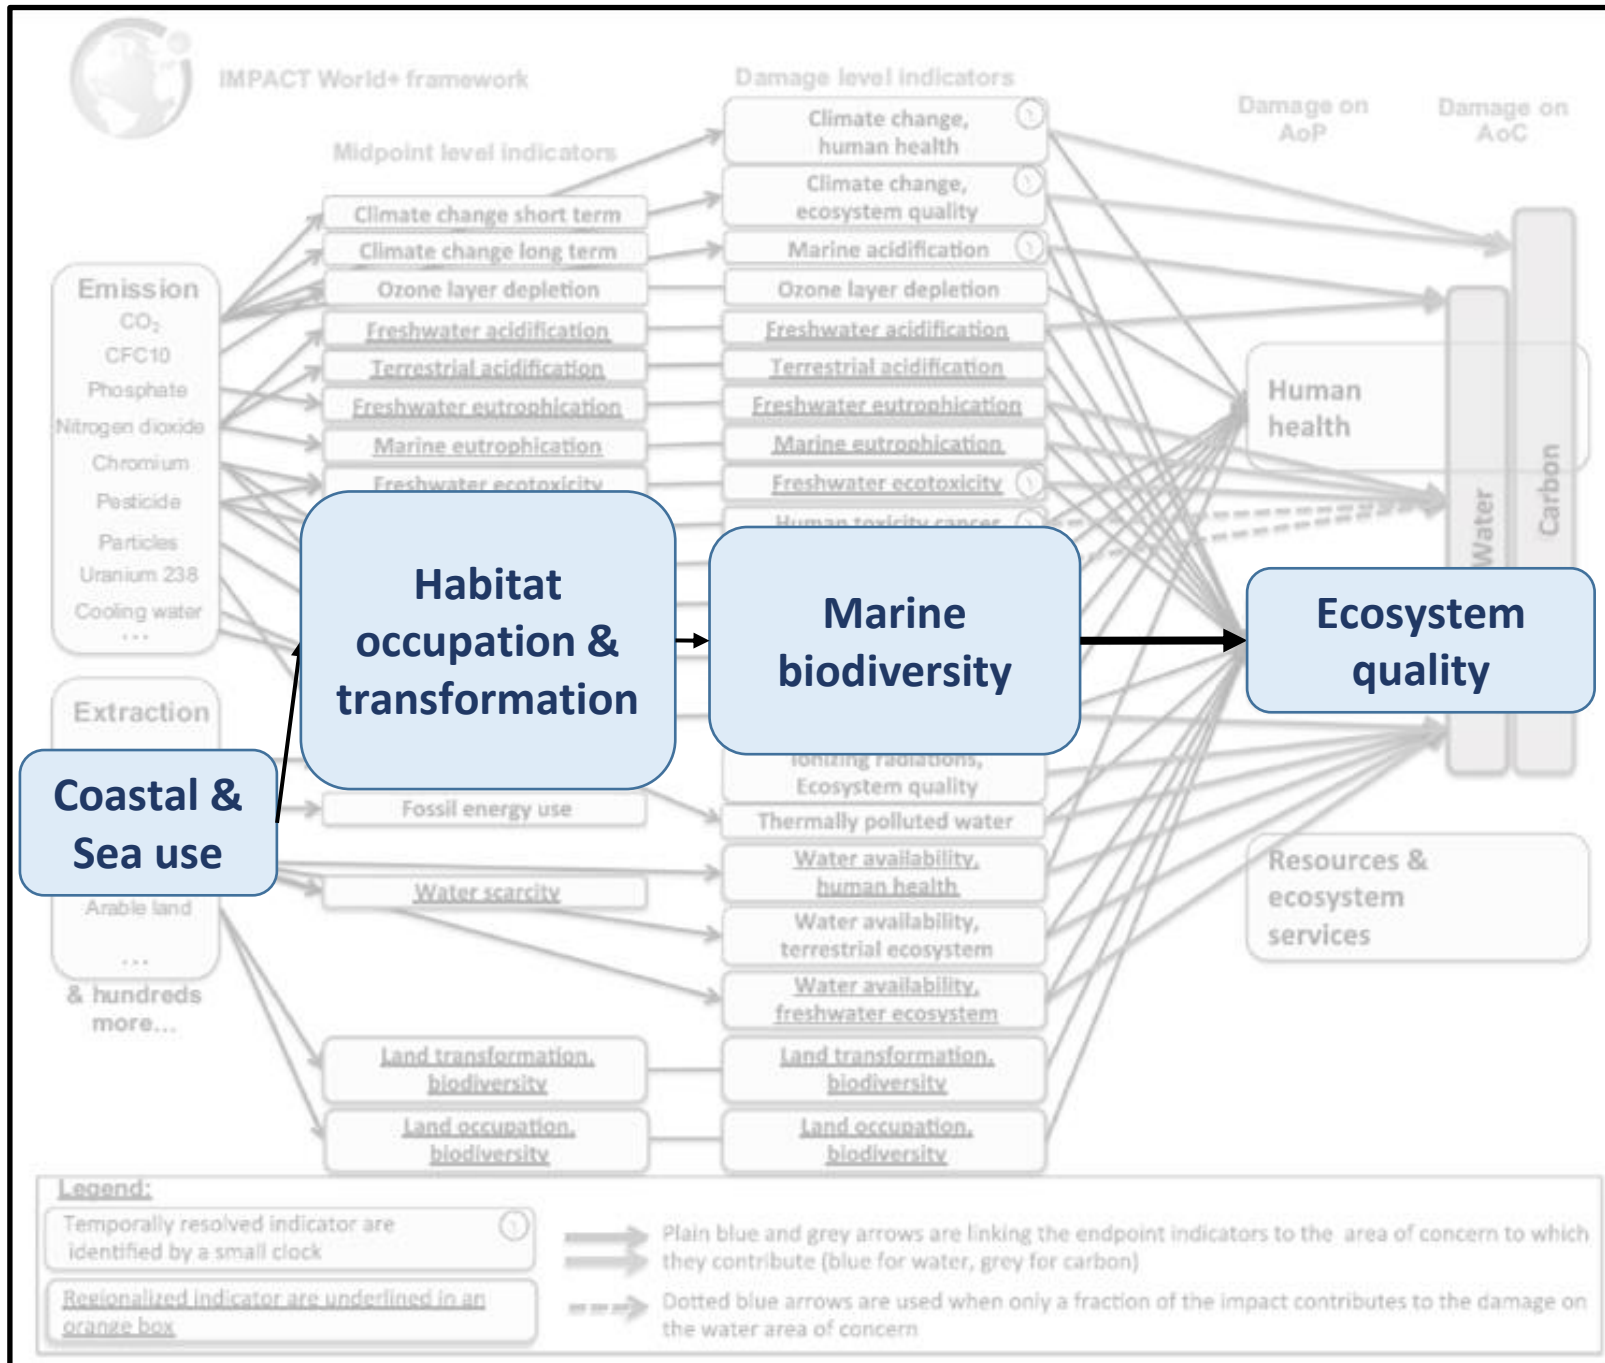 IMPACT World+ framework
Damage level indicators
Damage on
AoP
Damage on
AoC
Midpoint level indicators
Emission
CO₂
CFC10
Phosphate
Nitrogen dioxide
Chromium
Pesticide
Particles
Uranium 238
Cooling water
...
Extraction
Coastal &
Sea use
Arable land
...
& hundreds
more...
Climate change short term
Climate change long term
Ozone layer depletion
Freshwater acidification
Terrestrial acidification
Freshwater eutrophication
Marine eutrophication
Freshwater ecotoxicity
Habitat
occupation &
transformation
Fossil energy use
Water scarcity
Land transformation,
biodiversity
Land occupation,
biodiversity
Climate change,
human health
Climate change,
ecosystem quality
Marine acidification
Ozone layer depletion
Freshwater acidification
Terrestrial acidification
Freshwater eutrophication
Marine eutrophication
Freshwater ecotoxicity
Human toxicity cancer
Marine
biodiversity
Ionizing radiations,
Ecosystem quality
Thermally polluted water
Water availability,
human health
Water availability,
terrestrial ecosystem
Water availability,
freshwater ecosystem
Land transformation,
biodiversity
Land occupation,
biodiversity
Human
health
Ecosystem
quality
Resources &
ecosystem
services
Water
Carbon
Legend:
Temporally resolved indicator are
identified by a small clock
Regionalized indicator are underlined in an
orange box
Plain blue and grey arrows are linking the endpoint indicators to the area of concern to which
they contribute (blue for water, grey for carbon)
Dotted blue arrows are used when only a fraction of the impact contributes to the damage on
the water area of concern